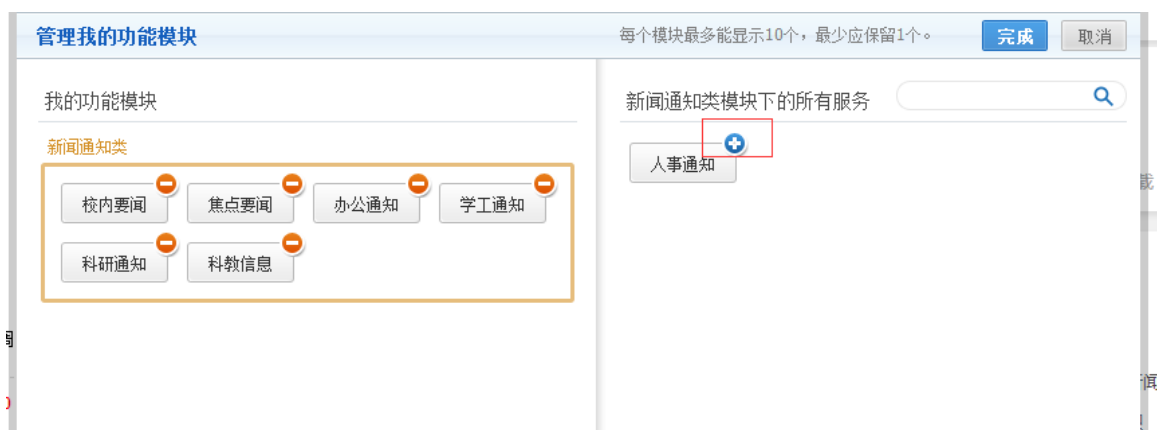 管理我的功能模块
每个模块最多能显示10个，最少应保留1个。
完成
取消
我的功能模块
新闻通知类模块下的所有服务
新闻通知类
人事通知
校内要闻
焦点要闻
办公通知
学工通知
科研通知
科教信息
载
闻